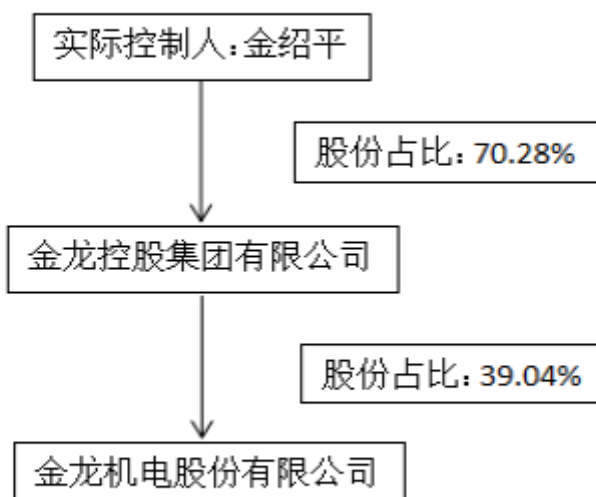 实际控制人：金绍平
股份占比：70.28%
金龙控股集团有限公司
股份占比：39.04%
金龙机电股份有限公司